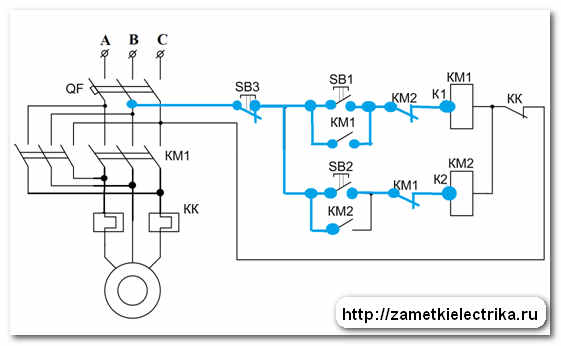 A B C
QF
SB3
SB1
KM2
K1
KM1
KK
KM1
KM1
SB2
KM1
K2
KM2
KM2
KK
http://zametkielectrika.ru